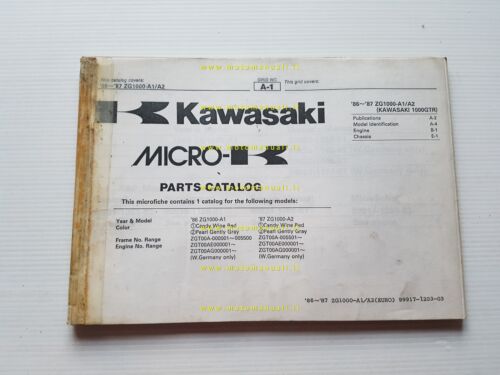 www.motomanuali.it
This catalog covers:
'86~'87 ZG1000-A1/A2
GRID NO.
A-1
This grid covers:
Kawasaki
MICRO-K
PARTS CATALOG
This microfiche contains 1 catalog for the following models:
'86~'87 ZG1000-A1/A2
(KAWASAKI 1000GTR)
Publications A-2
Model Identification A-4
Engine B-1
Chassis E-1
Year & Model '86 ZG1000-A1 '87 ZG1000-A2
Color ①Candy Wine Red ①Candy Wine Red
②Pearl Gently Gray ②Pearl Gently Gray
Frame No. Range ZGT00A-000001~005500 ZGT00A-005501~
Engine No. Range ZGT00AE000001~ ZGT00AE000001~
ZGT00AG000001~ ZGT00AG000001~
(W.Germany only) (W.Germany only)
www.motomanuali.it
'86~'87 ZG1000-A1/A2(EURO) 99917-1203-03
www.motomanuali.it